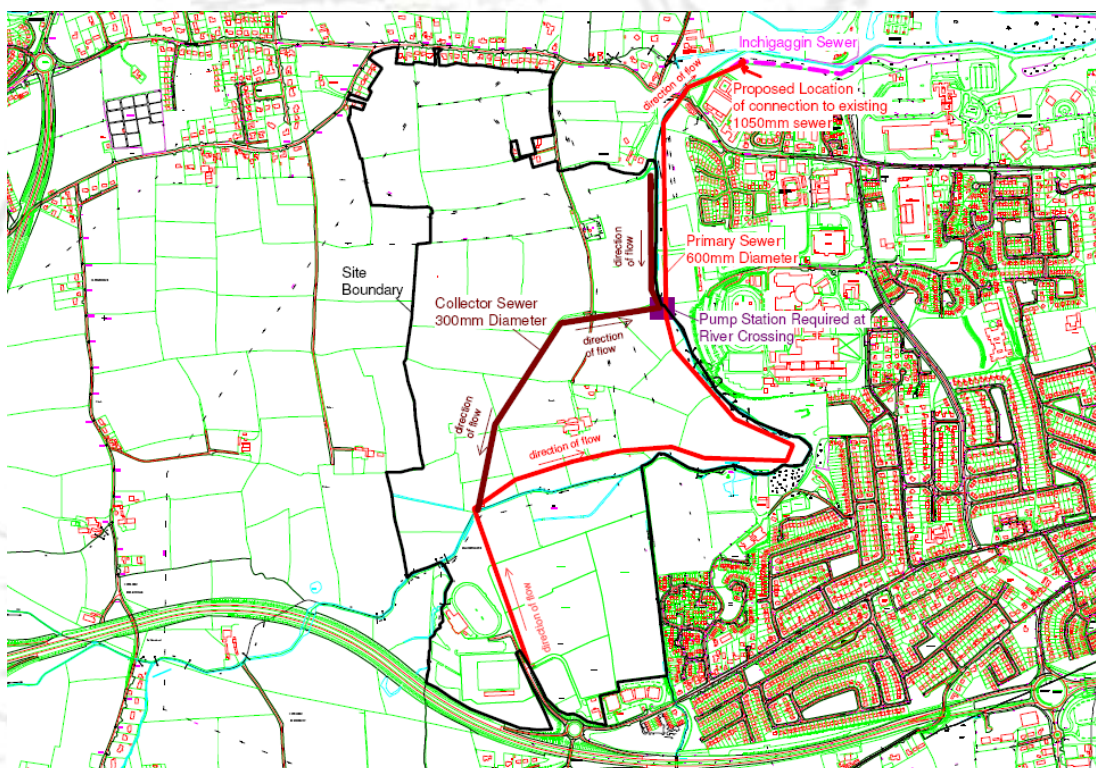 Inchigaggin Sewer
direction of flow
Proposed Location
of connection to existing
1050mm sewer
direction
of flow
Primary Sewer
600mm Diameter
Site
Boundary
Collector Sewer
300mm Diameter
direction
of flow
Pump Station Required at
River Crossing
direction
of flow
direction of flow
direction of flow